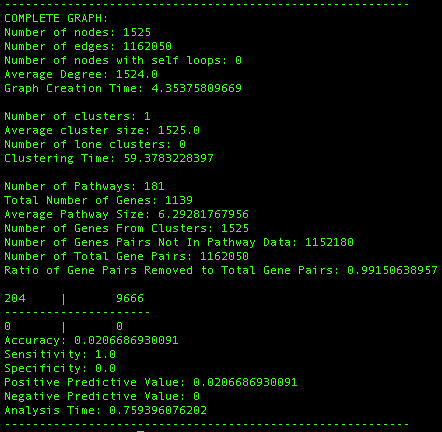 --------------------------------------------------------------
COMPLETE GRAPH:
Number of nodes: 1525
Number of edges: 1162050
Number of nodes with self loops: 0
Average Degree: 1524.0
Graph Creation Time: 4.35375809669
Number of clusters: 1
Average cluster size: 1525.0
Number of lone clusters: 0
Clustering Time: 59.3783228397
Number of Pathways: 181
Total Number of Genes: 1139
Average Pathway Size: 6.29281767956
Number of Genes From Clusters: 1525
Number of Genes Pairs Not In Pathway Data: 1152180
Number of Total Gene Pairs: 1162050
Ratio of Gene Pairs Removed to Total Gene Pairs: 0.99150638957
204 | 9666
----------------------
0 | 0
Accuracy: 0.0206686930091
Sensitivity: 1.0
Specificity: 0.0
Positive Predictive Value: 0.0206686930091
Negative Predictive Value: 0
Analysis Time: 0.759396076202
--------------------------------------------------------------